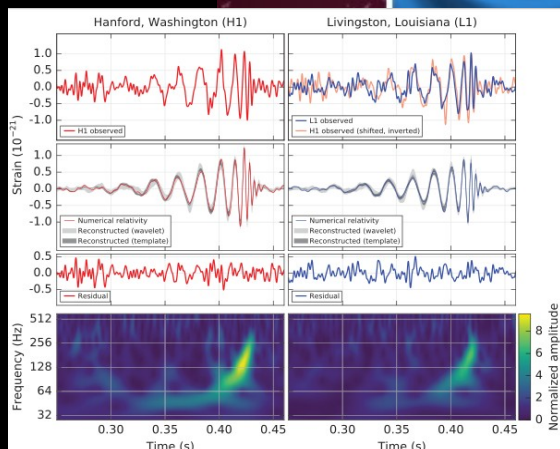 Hanford, Washington (H1)
Livingston, Louisiana (L1)
Strain (10⁻²¹)
1.0
0.5
0.0
-0.5
-1.0
H1 observed
L1 observed
H1 observed (shifted, inverted)
1.0
0.5
0.0
-0.5
-1.0
Numerical relativity
Reconstructed (wavelet)
Reconstructed (template)
Numerical relativity
Reconstructed (wavelet)
Reconstructed (template)
0.5
0.0
-0.5
Residual
Residual
Frequency (Hz)
512
256
128
64
32
Normalized amplitude
8
6
4
2
0
0.30
0.35
0.40
0.45
0.30
0.35
0.40
0.45
Time (s)
Time (s)